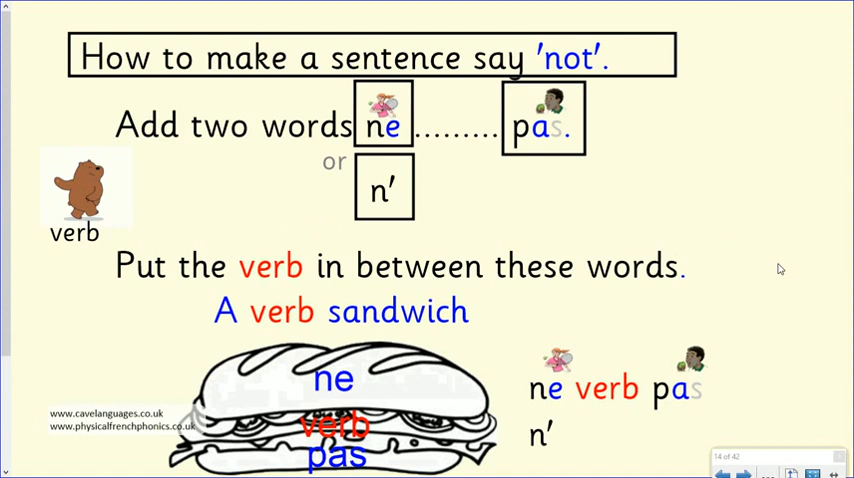 How to make a sentence say 'not'.
Add two words ne.........pas.
or
n'
verb
Put the verb in between these words.
A verb sandwich
ne
verb
pas
ne verb pas
n'
www.cavelanguages.co.uk
www.physicalfrenchphonics.co.uk
14 of 42